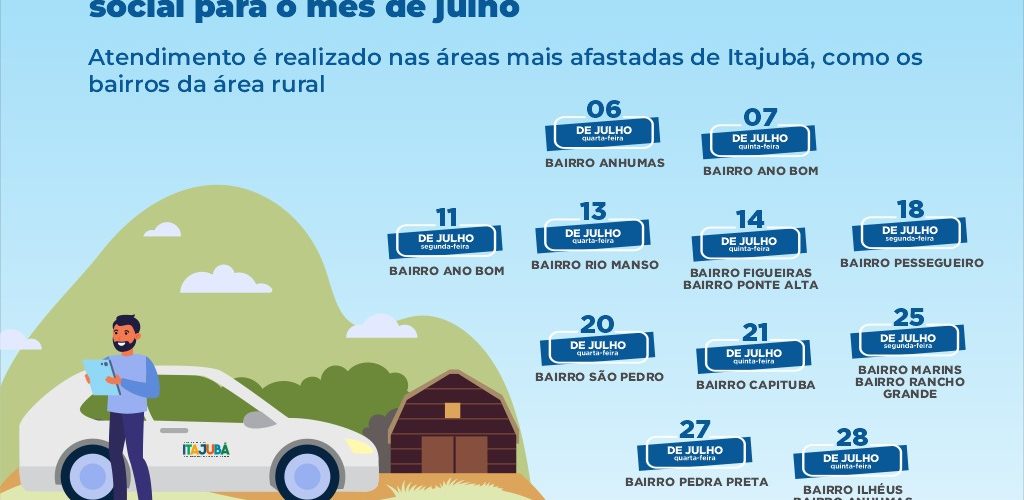 social para o mês de julho
Atendimento é realizado nas áreas mais afastadas de Itajubá, como os
bairros da área rural
06
DE JULHO
quarta-feira
BAIRRO ANHUMAS
07
DE JULHO
quinta-feira
BAIRRO ANO BOM
11
DE JULHO
segunda-feira
BAIRRO ANO BOM
13
DE JULHO
quarta-feira
BAIRRO RIO MANSO
14
DE JULHO
quinta-feira
BAIRRO FIGUEIRAS
BAIRRO PONTE ALTA
18
DE JULHO
segunda-feira
BAIRRO PESSEGUEIRO
20
DE JULHO
quarta-feira
BAIRRO SÃO PEDRO
21
DE JULHO
quinta-feira
BAIRRO CAPITUBA
25
DE JULHO
segunda-feira
BAIRRO MARINS
BAIRRO RANCHO
GRANDE
27
DE JULHO
quarta-feira
BAIRRO PEDRA PRETA
28
DE JULHO
quinta-feira
BAIRRO ILHÉUS
BAIRRO ANHUMAS
ITAJUBÁ